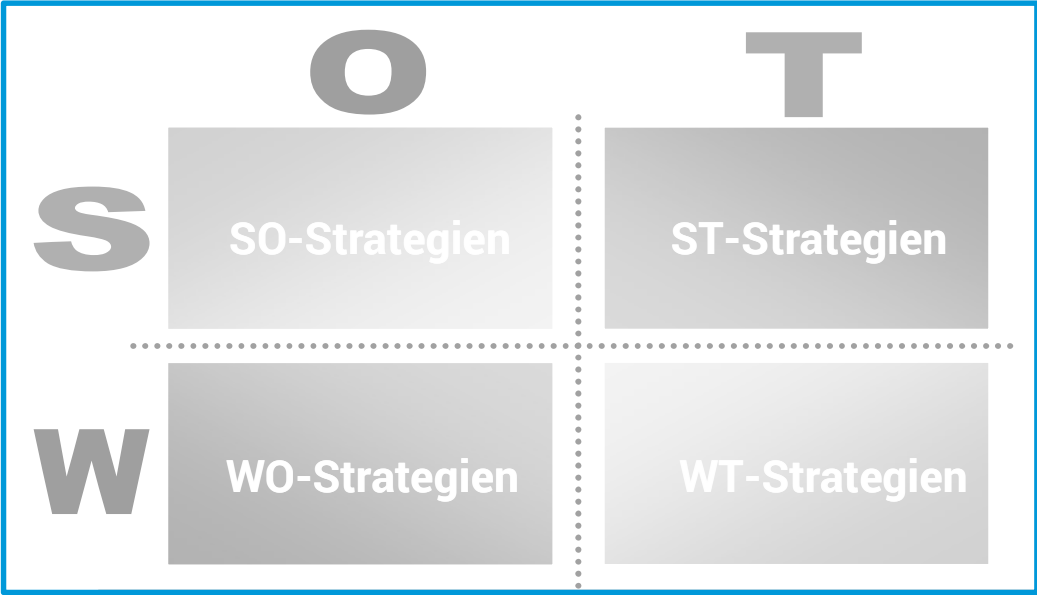 O T
S
SO-Strategien ST-Strategien
W
WO-Strategien WT-Strategien